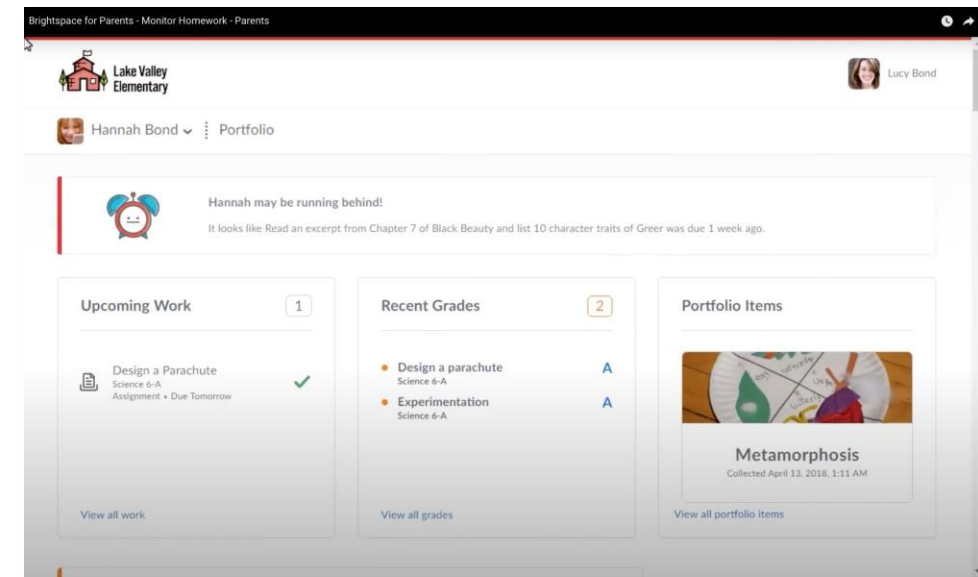 Brightspace for Parents - Monitor Homework - Parents
Lake Valley
Elementary
Lucy Bond
Hannah Bond
Portfolio
Hannah may be running behind!
It looks like Read an excerpt from Chapter 7 of Black Beauty and list 10 character traits of Greer was due 1 week ago.
Upcoming Work 1
Design a Parachute
Science 6-A
Assignment • Due Tomorrow
View all work
Recent Grades 2
Design a parachute A
Science 6-A
Experimentation A
Science 6-A
View all grades
Portfolio Items
Metamorphosis
Collected April 13, 2018, 1:11 AM
View all portfolio items